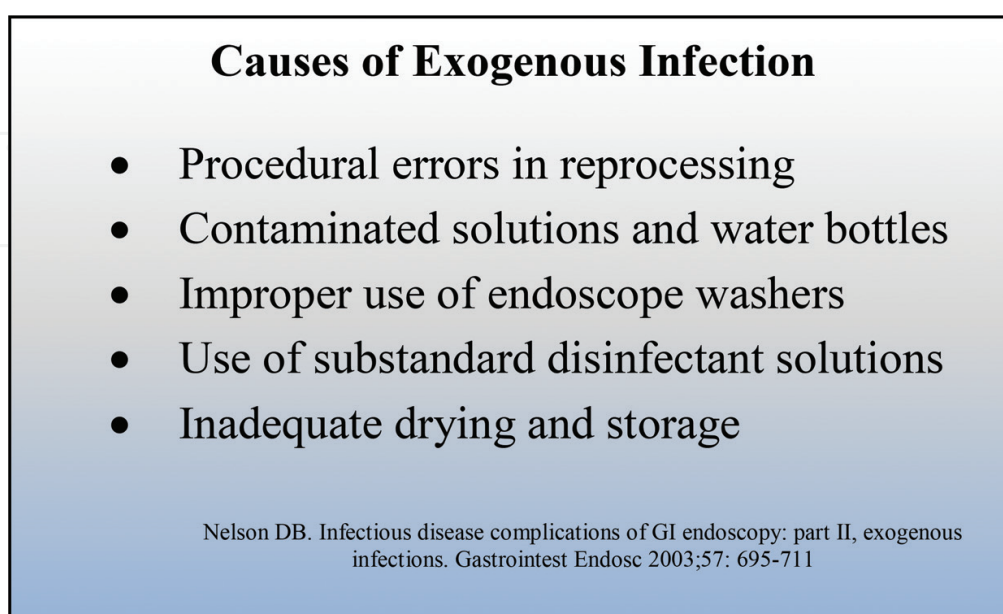 Causes of Exogenous Infection
• Procedural errors in reprocessing
• Contaminated solutions and water bottles
• Improper use of endoscope washers
• Use of substandard disinfectant solutions
• Inadequate drying and storage
Nelson DB. Infectious disease complications of GI endoscopy: part II, exogenous
infections. Gastrointest Endosc 2003;57: 695-711